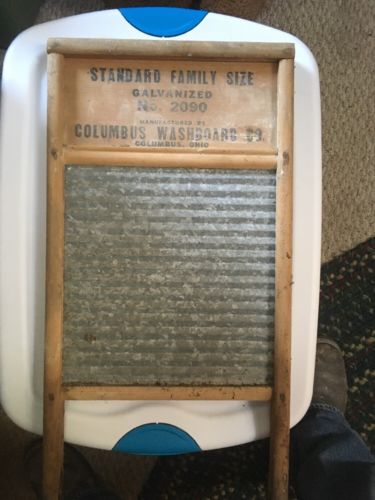 STANDARD FAMILY SIZE
GALVANIZED
No. 2090
MANUFACTURED BY
COLUMBUS WASHBOARD CO.
COLUMBUS, OHIO